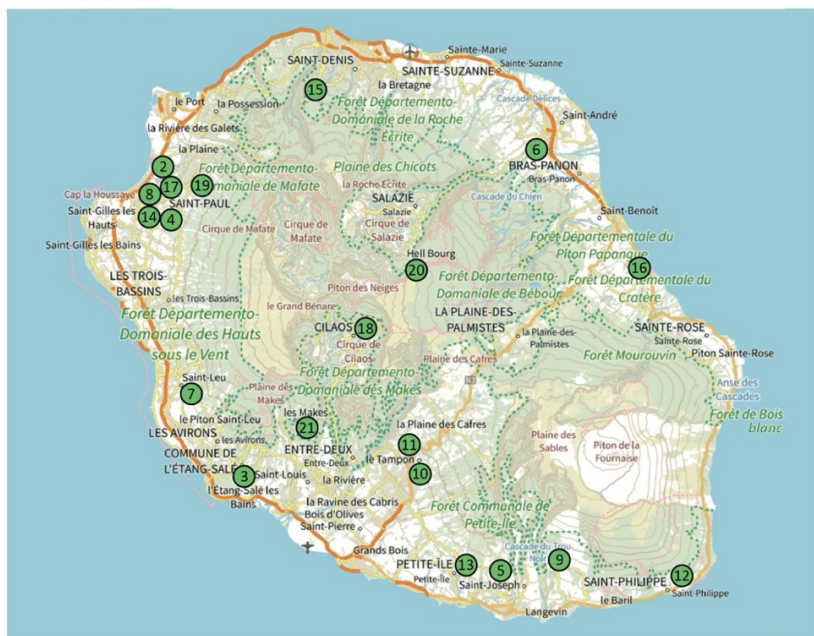 Sainte-Marie
SAINT-DENIS
SAINTE-SUZANNE
Sainte-Suzanne
la Bretagne
15
le Port
la Possession
Forêt Départemento-
Domaniale de la Roche
Écrite
Cascade Délices
Saint-André
la Rivière des Galets
la Plaine
6
BRAS-PANON
Bras-Panon
2
Forêt Départemento-
Domaniale de Mafate
Plaine des Chicots
17
19
8
la Roche Écrite
Cap la Houssaye
SAINT-PAUL
SALAZIE
Salazie
Cascade du Chien
Saint-Gilles les
Hauts
14
4
Saint-Benoît
Cirque de Mafate
Cirque de
Mafate
Cirque de
Salazie
Saint-Gilles les Bains
Forêt Départementale du
Piton Papangue
Hell Bourg
20
16
LES TROIS-
BASSINS
Piton des Neiges
Forêt Départemento-
Domaniale de Bébour
Forêt Départementale du
Cratère
les Trois-Bassins
le Grand Bénare
Forêt Départemento-
Domaniale des Hauts
sous le Vent
CILAOS
18
LA PLAINE-DES-
PALMISTES
la Plaine-des-
Palmistes
SAINTE-ROSE
Sainte-Rose
Cirque de
Cilaos
Plaine des Cafres
Forêt Mourouvin
Piton Sainte-Rose
Forêt Départemento-
Domaniale des Makes
Saint-Leu
7
Plaine des
Makes
Anse des
Cascades
les Makes
Forêt de Bois
blanc
le Piton Saint-Leu
21
la Plaine des Cafres
LES AVIRONS
les Avirons
11
Plaine des
Sables
Piton de la
Fournaise
ENTRE-DEUX
Entre-Deux
COMMUNE DE
L'ÉTANG-SALÉ
le Tampon
10
3
Saint-Louis
la Rivière
l'Étang-Salé les
Bains
la Ravine des Cabris
Bois d'Olives
Saint-Pierre
Forêt Communale de
Petite-Île
Grands Bois
Cascade du Trou
Noir
9
PETITE-ÎLE
13
5
Petite-Île
Saint-Joseph
SAINT-PHILIPPE
12
Saint-Philippe
le Baril
Langevin